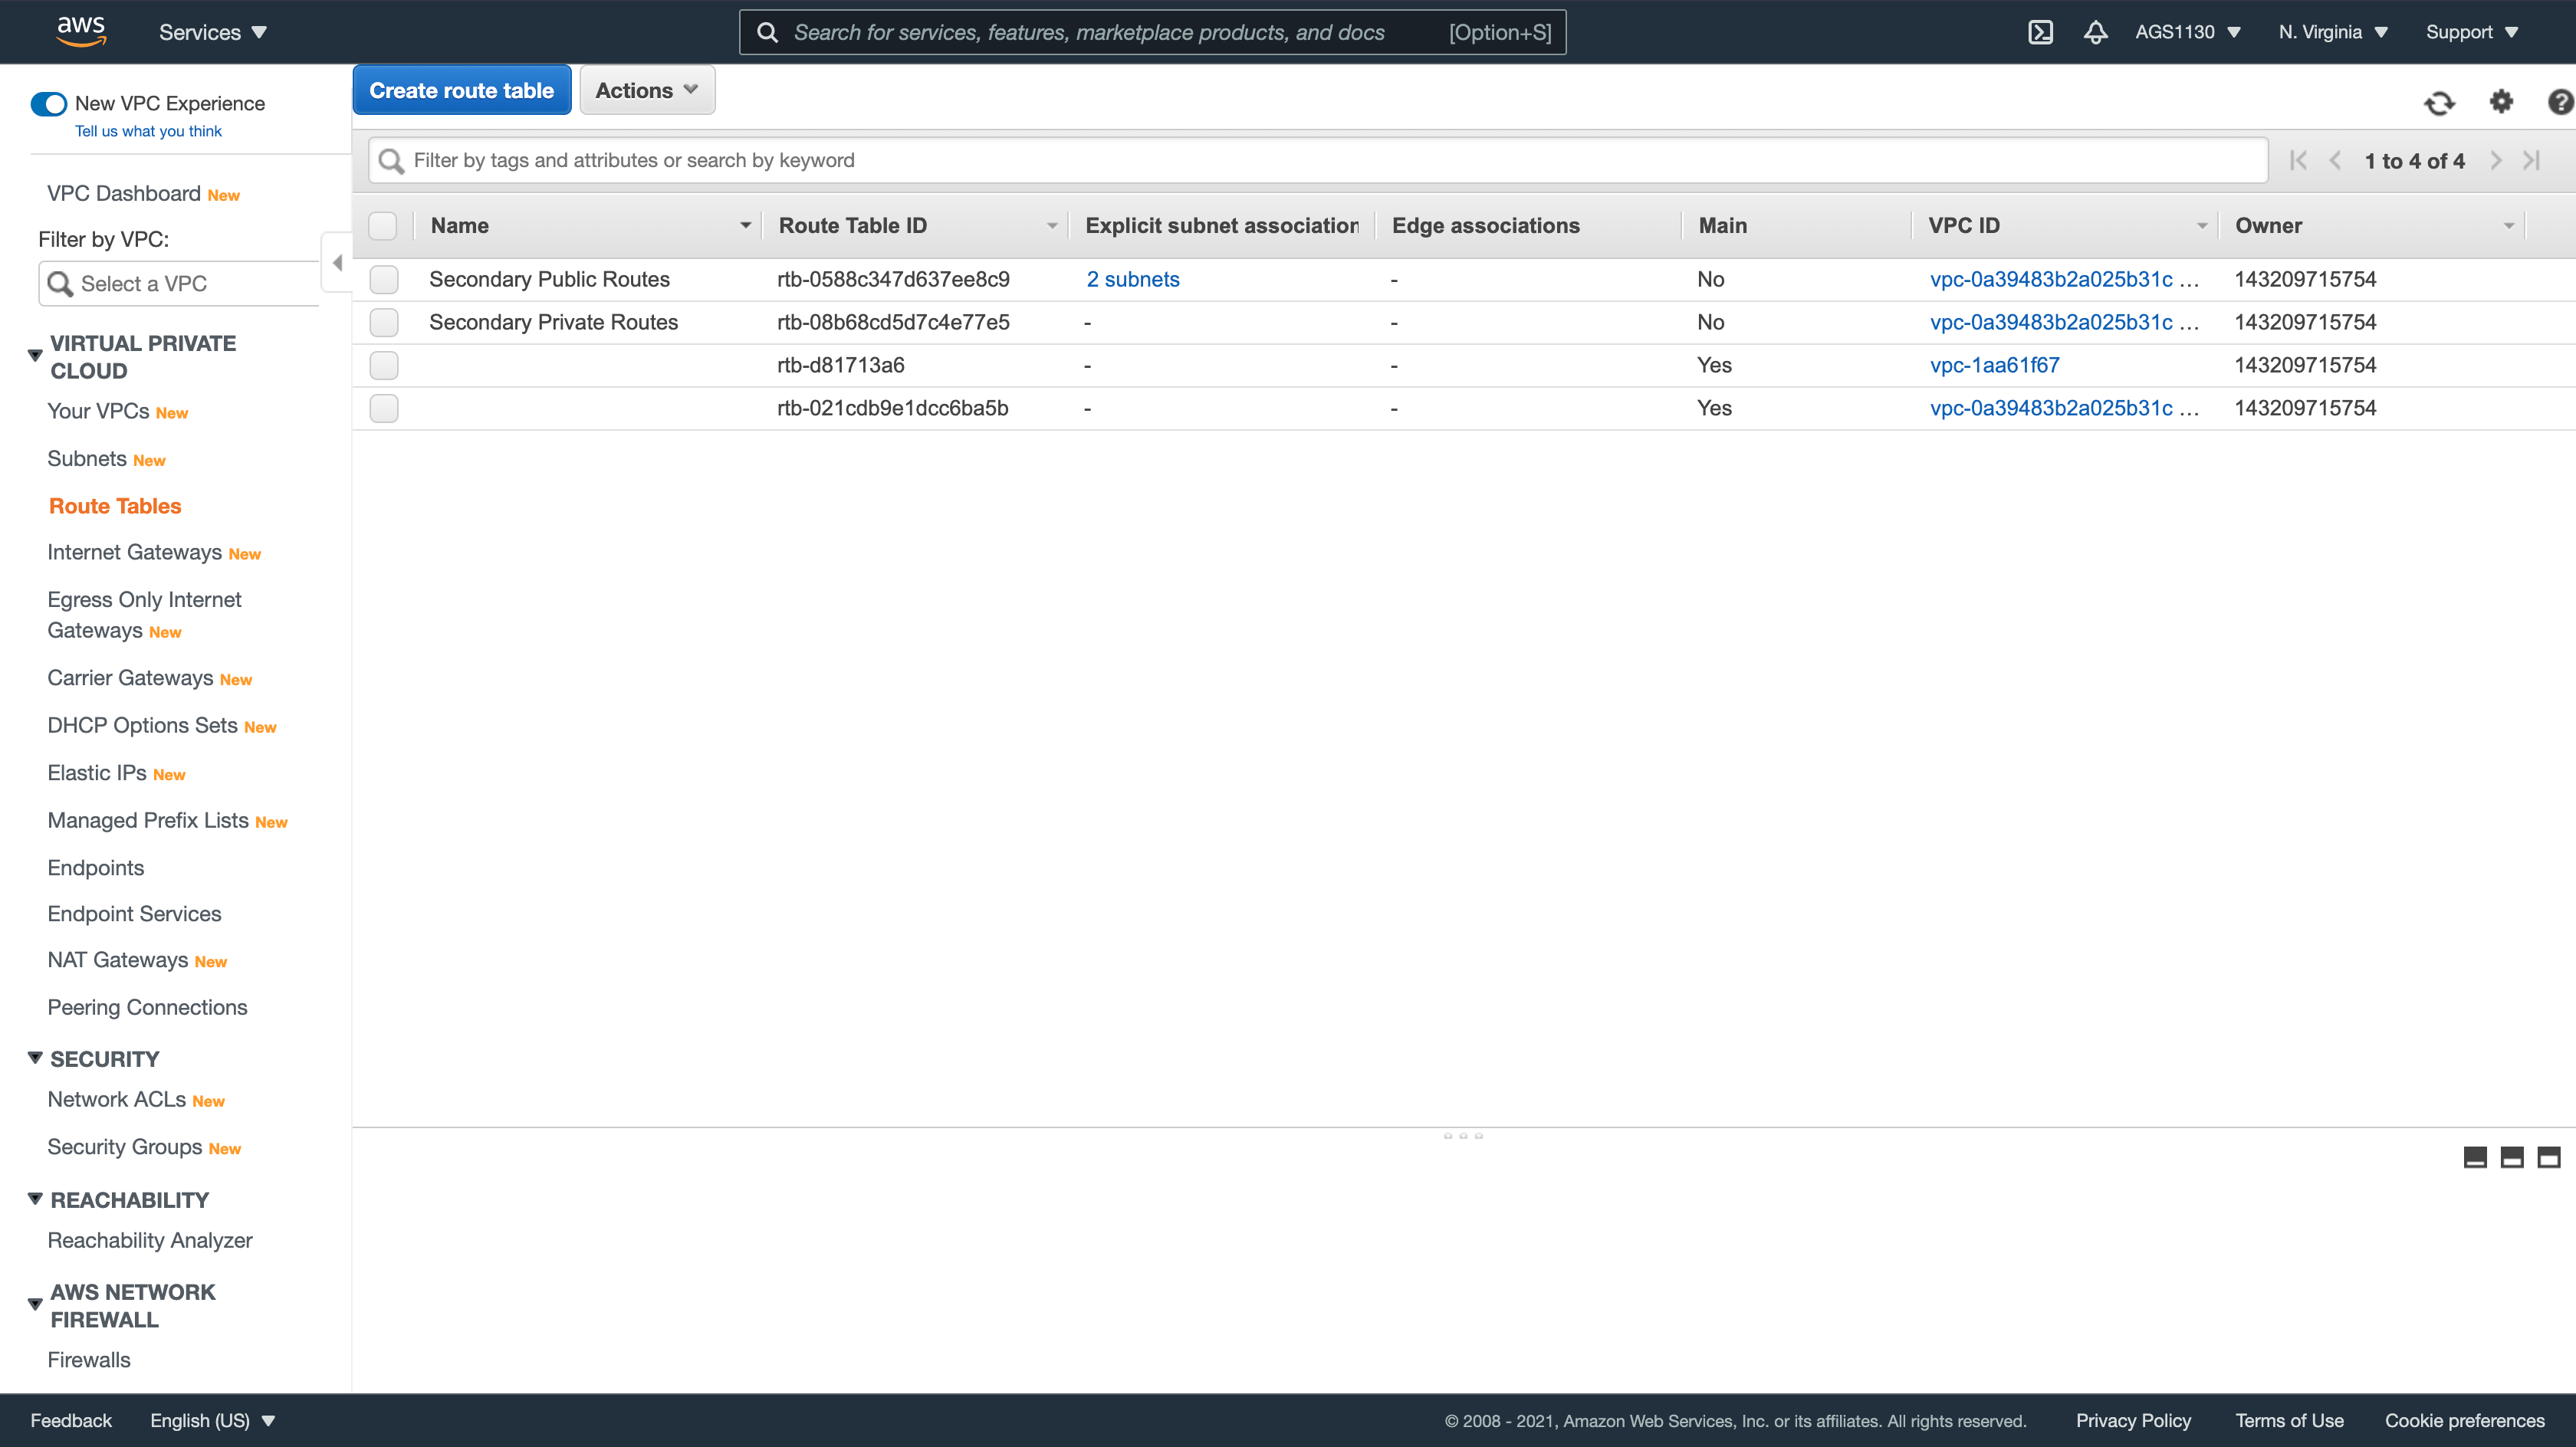 aws
Services
Search for services, features, marketplace products, and docs [Option+S]
AGS1130
N. Virginia
Support
New VPC Experience
Tell us what you think
VPC Dashboard New
Filter by VPC:
Select a VPC
VIRTUAL PRIVATE
CLOUD
Your VPCs New
Subnets New
Route Tables
Internet Gateways New
Egress Only Internet
Gateways New
Carrier Gateways New
DHCP Options Sets New
Elastic IPs New
Managed Prefix Lists New
Endpoints
Endpoint Services
NAT Gateways New
Peering Connections
SECURITY
Network ACLs New
Security Groups New
REACHABILITY
Reachability Analyzer
AWS NETWORK
FIREWALL
Firewalls
Create route table
Actions
Filter by tags and attributes or search by keyword
1 to 4 of 4
Name Route Table ID Explicit subnet association Edge associations Main VPC ID Owner
Secondary Public Routes rtb-0588c347d637ee8c9 2 subnets - No vpc-0a39483b2a025b31c ... 143209715754
Secondary Private Routes rtb-08b68cd5d7c4e77e5 - - No vpc-0a39483b2a025b31c ... 143209715754
rtb-d81713a6 - - Yes vpc-1aa61f67 143209715754
rtb-021cdb9e1dcc6ba5b - - Yes vpc-0a39483b2a025b31c ... 143209715754
Feedback
English (US)
© 2008 - 2021, Amazon Web Services, Inc. or its affiliates. All rights reserved.
Privacy Policy
Terms of Use
Cookie preferences